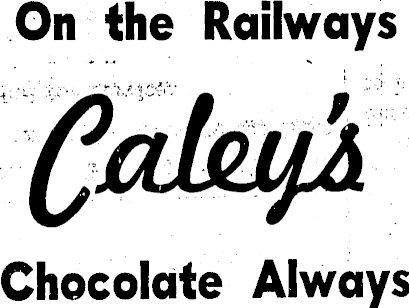 On the Railways
Caley's
Chocolate Always